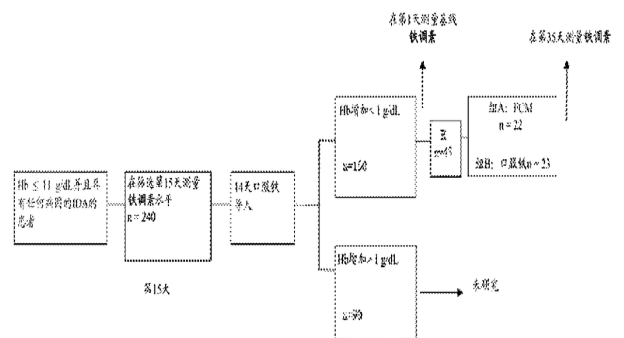 在第1天测量基线
铁调素
在第35天测量铁调素
Hb增加<1 g/dL
n=150
R
n=45
组A: FCM
n = 22
组B: 口服铁n = 23
Hb ≤ 11 g/dL并且具
有任何病因的IDA的
患者
在筛选第15天测量
铁调素水平
n = 240
14天口服铁
导入
第15天
Hb增加>1 g/dL
n=90
未研究